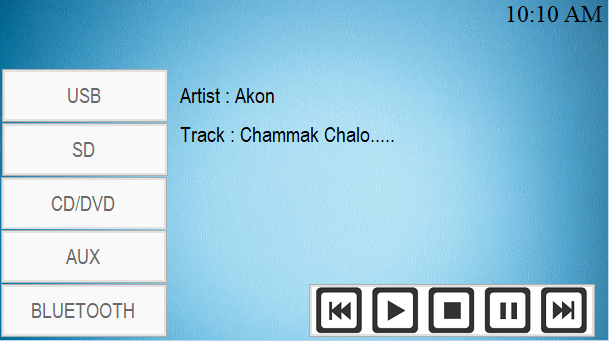 10:10 AM
USB
Artist : Akon
Track : Chammak Chalo.....
SD
CD/DVD
AUX
BLUETOOTH